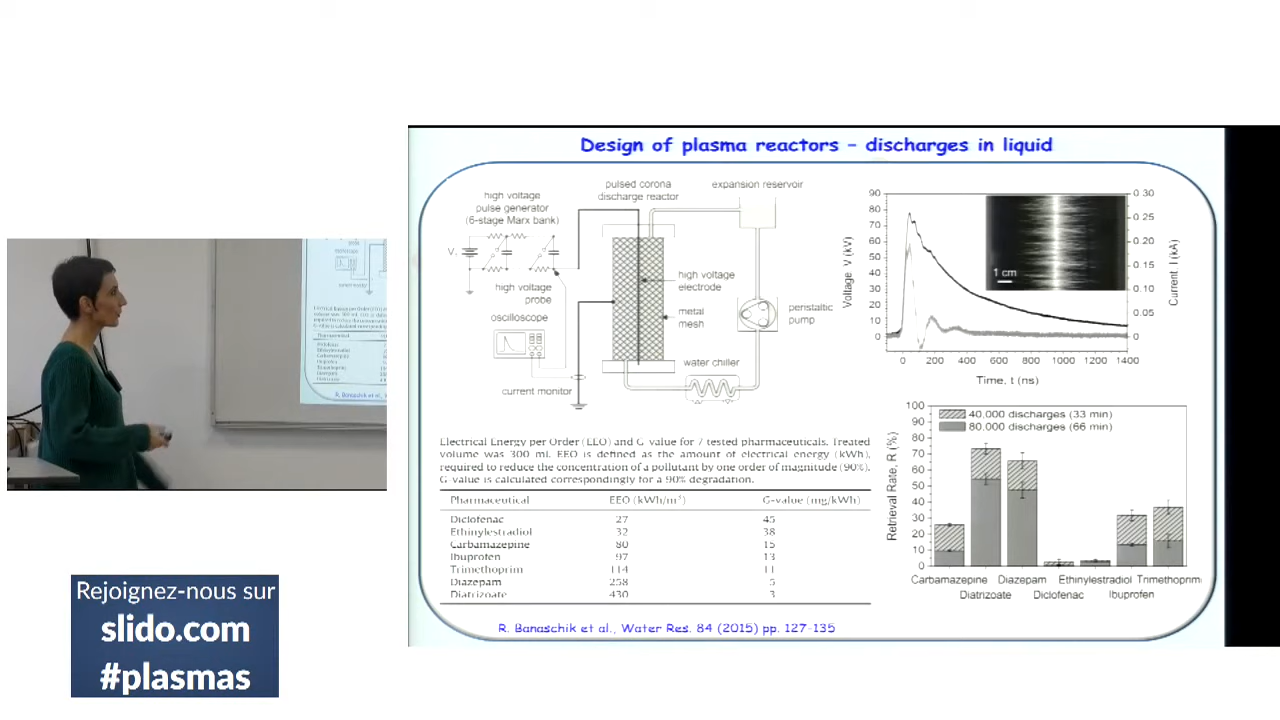 Design of plasma reactors – discharges in liquid
high voltage
pulse generator
(6-stage Marx bank)
pulsed corona
discharge reactor
expansion reservoir
high voltage
probe
oscilloscope
current monitor
high voltage
electrode
metal
mesh
water chiller
peristaltic
pump
Voltage V (kV)
90
80
70
60
50
40
30
20
10
0
0.30
0.25
0.20
0.15
0.10
0.05
0
Current I (kA)
1 cm
0 200 400 600 800 1000 1200 1400
Time, t (ns)
Electrical Energy per Order (EEO) and G-value for 7 tested pharmaceuticals. Treated
volume was 300 ml. EEO is defined as the amount of electrical energy (kWh),
required to reduce the concentration of a pollutant by one order of magnitude (90%).
G-value is calculated correspondingly for a 90% degradation.
Pharmaceutical EEO (kWh/m³) G-value (mg/kWh)
Diclofenac 27 45
Ethinylestradiol 32 38
Carbamazepine 80 15
Ibuprofen 97 13
Trimethoprim 114 11
Diazepam 258 5
Diatrizoate 430 3
R. Banaschik et al., Water Res. 84 (2015) pp. 127-135
Retrieval Rate, R (%)
100
90
80
70
60
50
40
30
20
10
0
40,000 discharges (33 min)
80,000 discharges (66 min)
Carbamazepine Diazepam Ethinylestradiol Trimethoprim
Diatrizoate Diclofenac Ibuprofen
Rejoignez-nous sur
slido.com
#plasmas